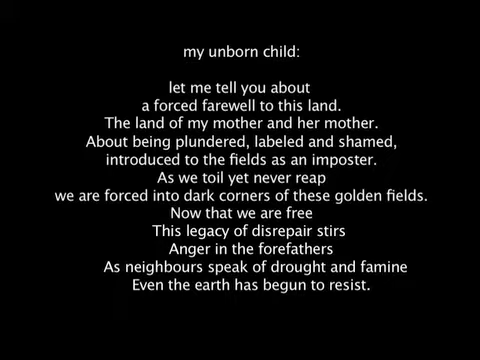 my unborn child:
let me tell you about
a forced farewell to this land.
The land of my mother and her mother.
About being plundered, labeled and shamed,
introduced to the fields as an imposter.
As we toil yet never reap
we are forced into dark corners of these golden fields.
Now that we are free
This legacy of disrepair stirs
Anger in the forefathers
As neighbours speak of drought and famine
Even the earth has begun to resist.